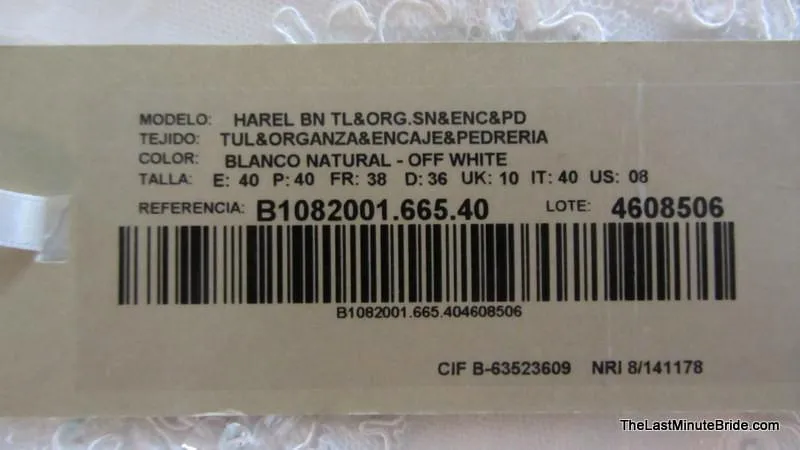 MODELO: HAREL BN TL&ORG.SN&ENC&PD
TEJIDO: TUL&ORGANZA&ENCAJE&PEDRERIA
COLOR: BLANCO NATURAL - OFF WHITE
TALLA: E: 40 P: 40 FR: 38 D: 36 UK: 10 IT: 40 US: 08
REFERENCIA: B1082001.665.40 LOTE: 4608506
B1082001.665.404608506
CIF B-63523609 NRI 8/141178
TheLastMinuteBride.com